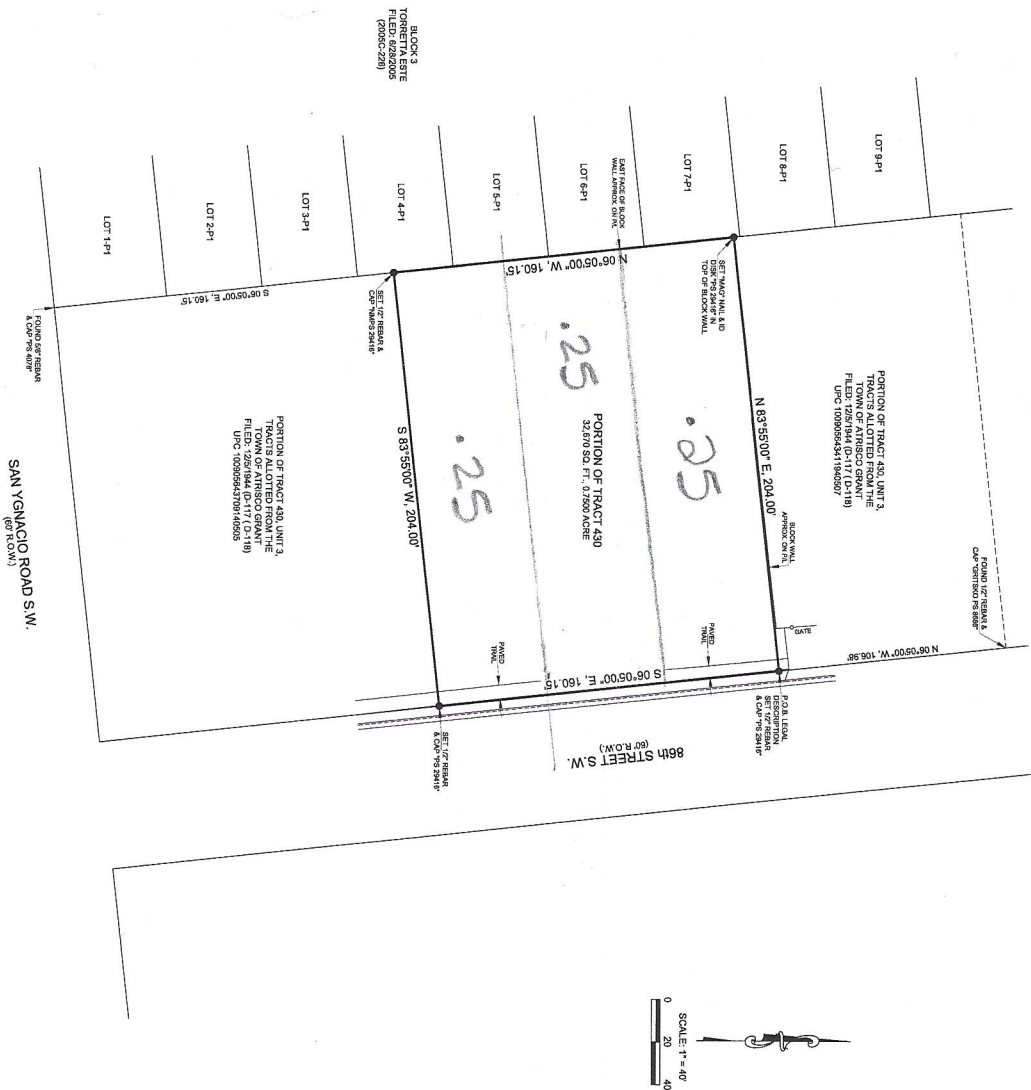 BLOCK 3
TORRETTA ESTE
FILED: 6/28/2005
(2005C-226)
LOT 9-P1
LOT 8-P1
LOT 7-P1
LOT 6-P1
LOT 5-P1
LOT 4-P1
LOT 3-P1
LOT 2-P1
LOT 1-P1
EAST FACE OF BLOCK
WALL APPROX. ON P/L
N 06°05'00" W, 160.15'
SET "MAG" NAIL & ID
DISK "PS 29416" IN
TOP OF BLOCK WALL
SET 1/2" REBAR &
CAP "NMPS 29416"
S 06°05'00" E, 160.15'
FOUND 5/8" REBAR
& CAP "PS 4078"
PORTION OF TRACT 430, UNIT 3,
TRACTS ALLOTTED FROM THE
TOWN OF ATRISCO GRANT
FILED: 12/5/1944 (D-117 / D-118)
UPC 100905643411940507
N 83°55'00" E, 204.00'
BLOCK WALL
APPROX. ON P/L
GATE
FOUND 1/2" REBAR &
CAP "GRITSKO PS 8686"
N 06°05'00" W, 106.98'
.25
.25
.25
PORTION OF TRACT 430
32,670 SQ. FT., 0.7500 ACRE
S 83°55'00" W, 204.00'
PAVED
TRAIL
PAVED
TRAIL
S 06°05'00" E, 160.15'
P.O.B. LEGAL
DESCRIPTION
SET 1/2" REBAR
& CAP "PS 29416"
SET 1/2" REBAR
& CAP "PS 29416"
86th STREET S.W.
(60' R.O.W.)
PORTION OF TRACT 430, UNIT 3,
TRACTS ALLOTTED FROM THE
TOWN OF ATRISCO GRANT
FILED: 12/5/1944 (D-117 / D-118)
UPC 100905643709140505
SAN YGNACIO ROAD S.W.
(60' R.O.W.)
SCALE: 1" = 40'
0 20 40